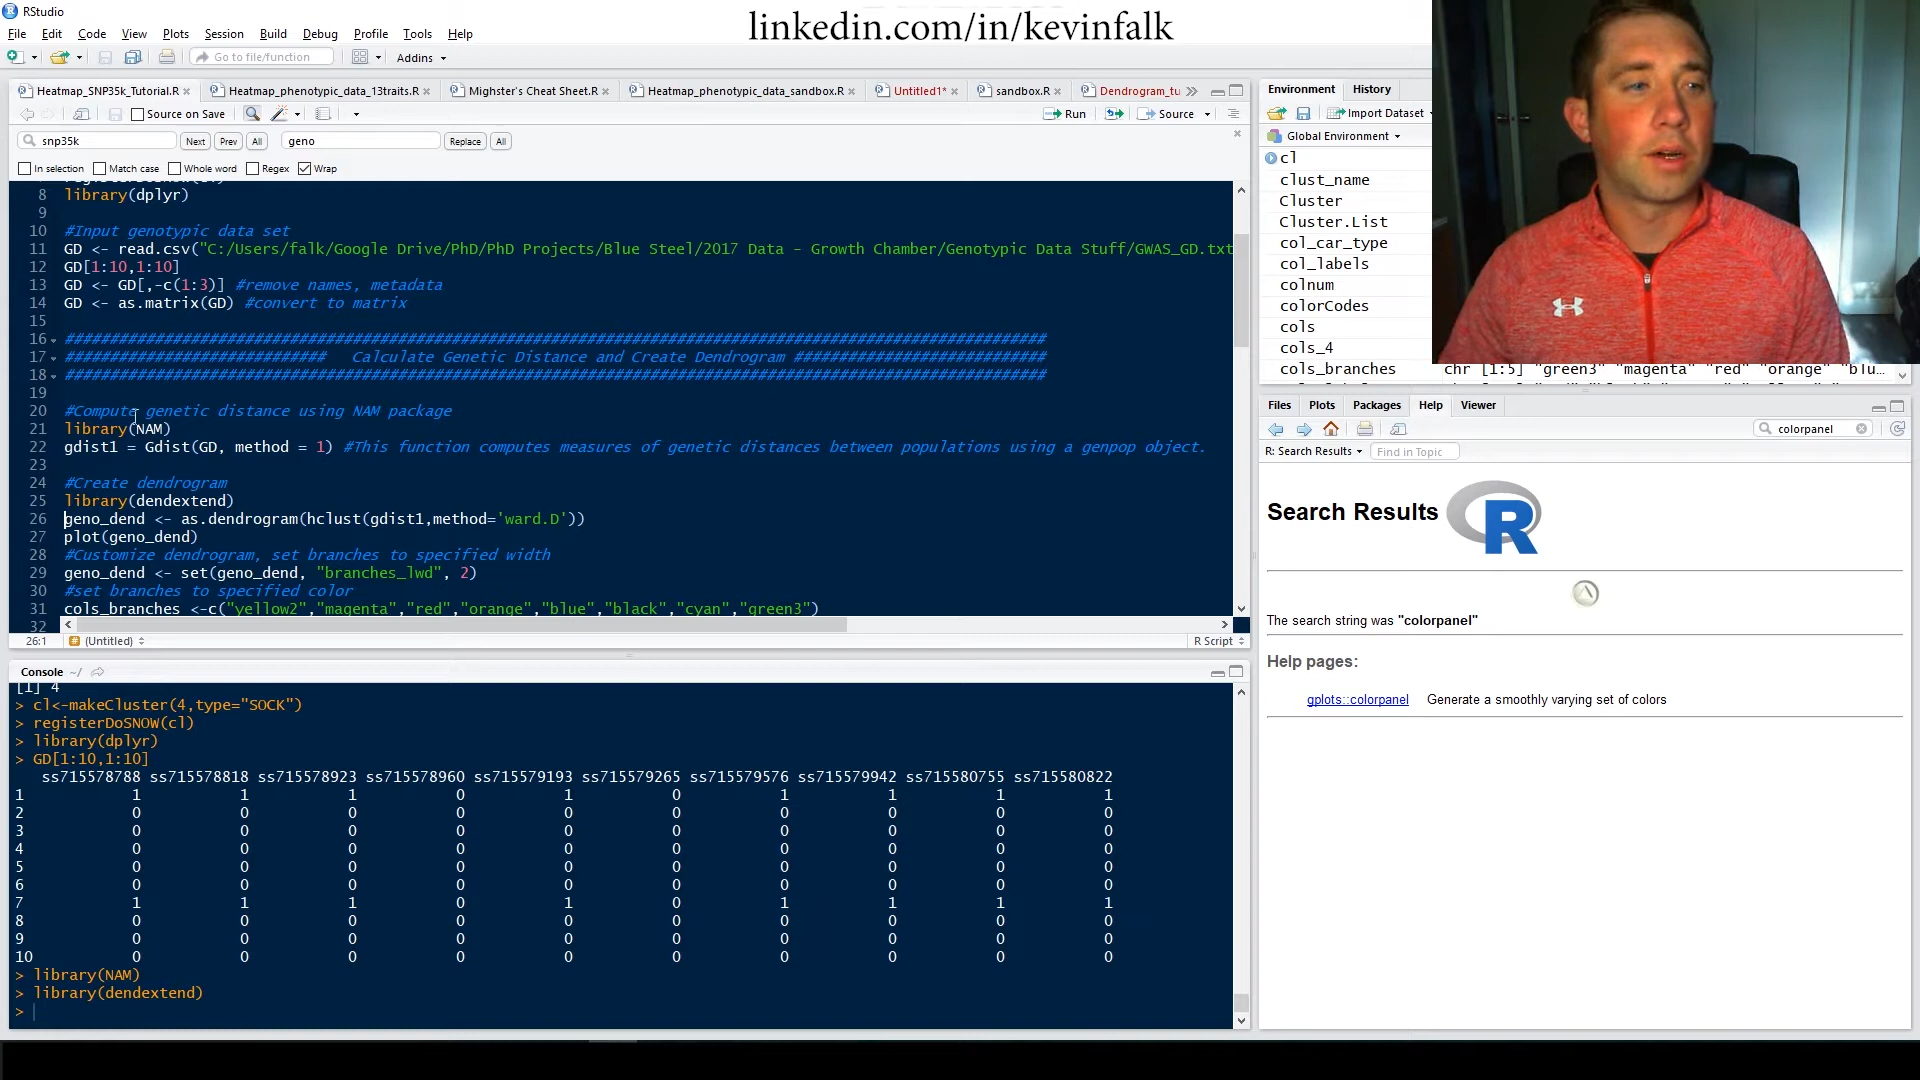 RStudio
linkedin.com/in/kevinfalk
File Edit Code View Plots Session Build Debug Profile Tools Help
Go to file/function Addins
Heatmap_SNP35k_Tutorial.R Heatmap_phenotypic_data_13traits.R Mighster's Cheat Sheet.R Heatmap_phenotypic_data_sandbox.R Untitled1* sandbox.R Dendrogram_tu
Source on Save Run Source
snp35k Next Prev All geno Replace All
In selection Match case Whole word Regex Wrap
8 library(dplyr)
9
10 #Input genotypic data set
11 GD <- read.csv("C:/Users/falk/Google Drive/PhD/PhD Projects/Blue Steel/2017 Data - Growth Chamber/Genotypic Data Stuff/GWAS_GD.txt
12 GD[1:10,1:10]
13 GD <- GD[,-c(1:3)] #remove names, metadata
14 GD <- as.matrix(GD) #convert to matrix
15
16 #############################################################################################################
17 ############################# Calculate Genetic Distance and Create Dendrogram ############################
18 #############################################################################################################
19
20 #Compute genetic distance using NAM package
21 library(NAM)
22 gdist1 = Gdist(GD, method = 1) #This function computes measures of genetic distances between populations using a genpop object.
23
24 #Create dendrogram
25 library(dendextend)
26 geno_dend <- as.dendrogram(hclust(gdist1,method='ward.D'))
27 plot(geno_dend)
28 #Customize dendrogram, set branches to specified width
29 geno_dend <- set(geno_dend, "branches_lwd", 2)
30 #set branches to specified color
31 cols_branches <-c("yellow2","magenta","red","orange","blue","black","cyan","green3")
32
26:1 (Untitled) R Script
Console ~/
[1] 4
> cl<-makeCluster(4,type="SOCK")
> registerDoSNOW(cl)
> library(dplyr)
> GD[1:10,1:10]
ss715578788 ss715578818 ss715578923 ss715578960 ss715579193 ss715579265 ss715579576 ss715579942 ss715580755 ss715580822
1 1 1 1 0 1 0 1 1 1 1
2 0 0 0 0 0 0 0 0 0 0
3 0 0 0 0 0 0 0 0 0 0
4 0 0 0 0 0 0 0 0 0 0
5 0 0 0 0 0 0 0 0 0 0
6 0 0 0 0 0 0 0 0 0 0
7 1 1 1 0 1 0 1 1 1 1
8 0 0 0 0 0 0 0 0 0 0
9 0 0 0 0 0 0 0 0 0 0
10 0 0 0 0 0 0 0 0 0 0
> library(NAM)
> library(dendextend)
>
Environment History
Import Dataset
Global Environment
cl
clust_name
Cluster
Cluster.List
col_car_type
col_labels
colnum
colorCodes
cols
cols_4
cols_branches chr [1:5] "green3" "magenta" "red" "orange" "blu...
Files Plots Packages Help Viewer
colorpanel
R: Search Results Find in Topic
Search Results R
The search string was "colorpanel"
Help pages:
gplots::colorpanel Generate a smoothly varying set of colors